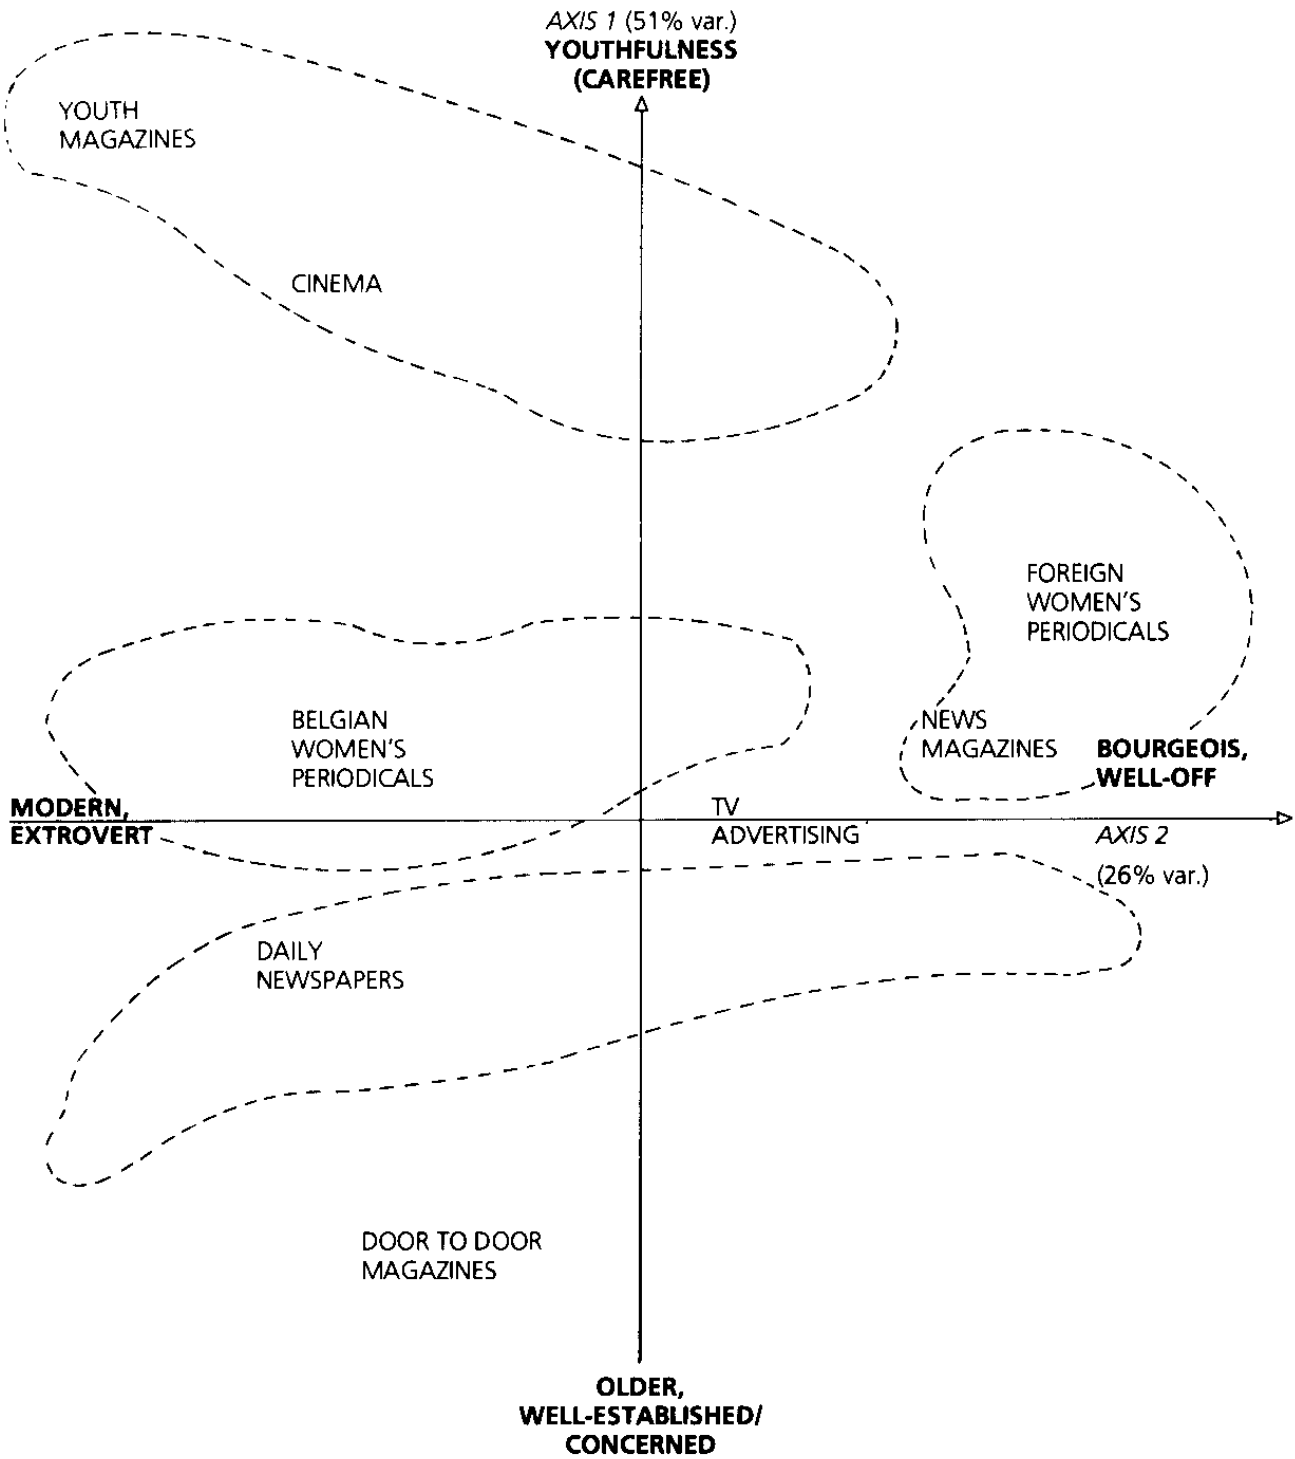 AXIS 1 (51% var.)
YOUTHFULNESS
(CAREFREE)
YOUTH
MAGAZINES
CINEMA
FOREIGN
WOMEN'S
PERIODICALS
BELGIAN
WOMEN'S
PERIODICALS
NEWS
MAGAZINES
BOURGEOIS,
WELL-OFF
MODERN,
EXTROVERT
TV
ADVERTISING
AXIS 2
(26% var.)
DAILY
NEWSPAPERS
DOOR TO DOOR
MAGAZINES
OLDER,
WELL-ESTABLISHED/
CONCERNED